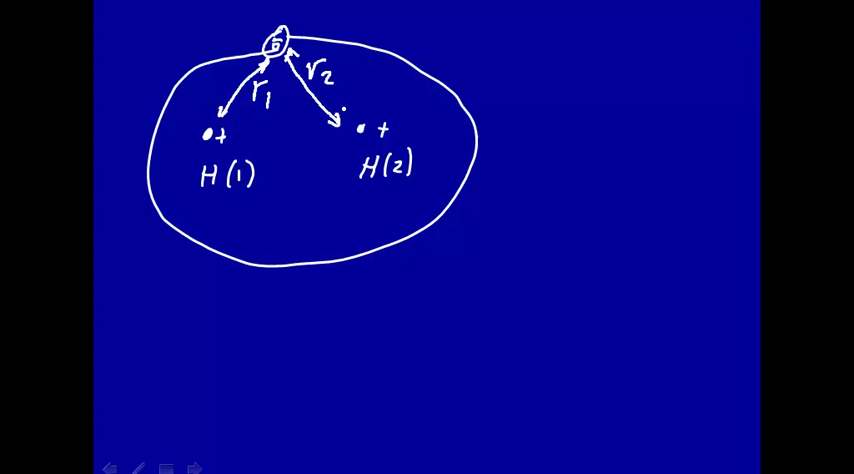 r1
r2
+
+
H(1)
H(2)